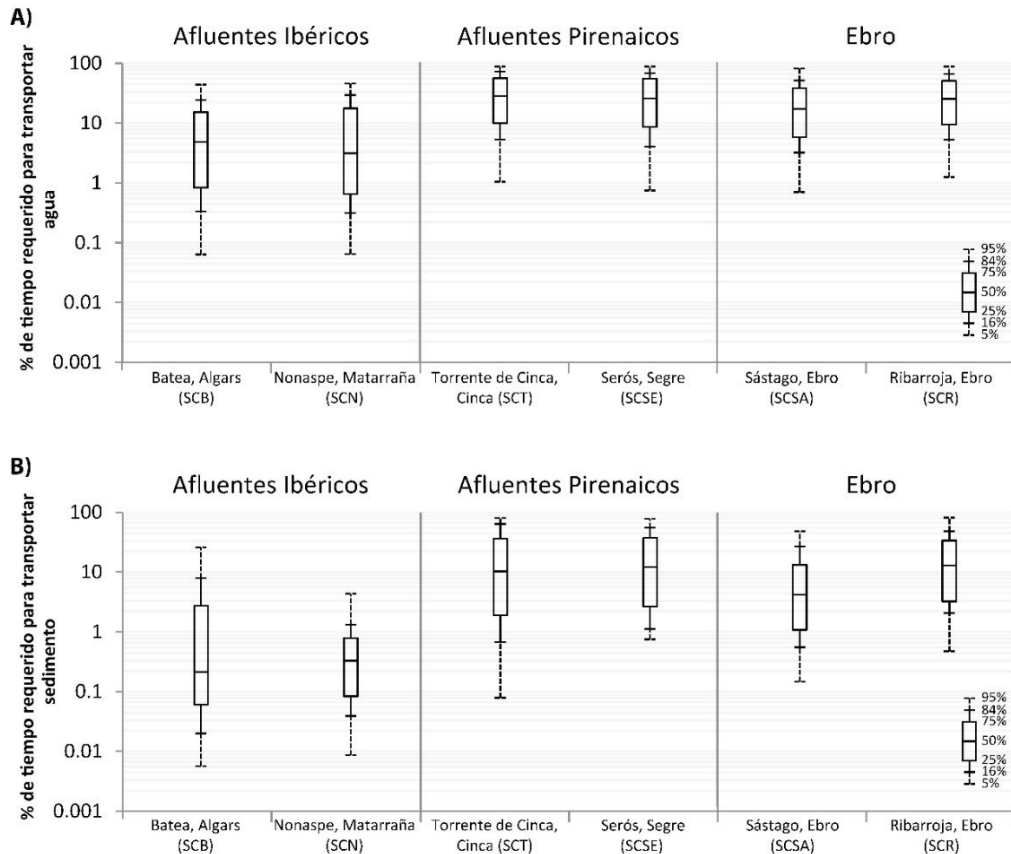 A)
Afluentes Ibéricos
Afluentes Pirenaicos
Ebro
% de tiempo requerido para transportar
agua
100
10
1
0.1
0.01
0.001
95%
84%
75%
50%
25%
16%
5%
Batea, Algars
(SCB)
Nonaspe, Matarraña
(SCN)
Torrente de Cinca,
Cinca (SCT)
Serós, Segre
(SCSE)
Sástago, Ebro
(SCSA)
Ribarroja, Ebro
(SCR)
B)
Afluentes Ibéricos
Afluentes Pirenaicos
Ebro
% de tiempo requerido para transportar
sedimento
100
10
1
0.1
0.01
0.001
95%
84%
75%
50%
25%
16%
5%
Batea, Algars
(SCB)
Nonaspe, Matarraña
(SCN)
Torrente de Cinca,
Cinca (SCT)
Serós, Segre
(SCSE)
Sástago, Ebro
(SCSA)
Ribarroja, Ebro
(SCR)